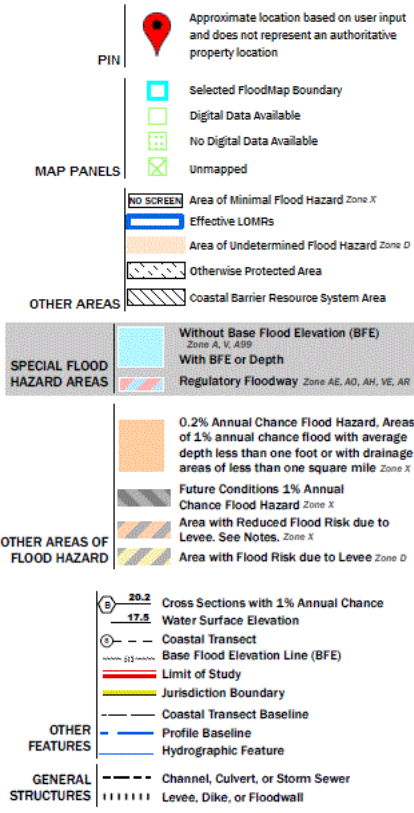 Approximate location based on user input
and does not represent an authoritative
property location
PIN
Selected FloodMap Boundary
Digital Data Available
No Digital Data Available
Unmapped
MAP PANELS
NO SCREEN Area of Minimal Flood Hazard Zone X
Effective LOMRs
Area of Undetermined Flood Hazard Zone D
Otherwise Protected Area
Coastal Barrier Resource System Area
OTHER AREAS
Without Base Flood Elevation (BFE)
Zone A, V, A99
With BFE or Depth
Regulatory Floodway Zone AE, AO, AH, VE, AR
SPECIAL FLOOD
HAZARD AREAS
0.2% Annual Chance Flood Hazard, Areas
of 1% annual chance flood with average
depth less than one foot or with drainage
areas of less than one square mile Zone X
Future Conditions 1% Annual
Chance Flood Hazard Zone X
Area with Reduced Flood Risk due to
Levee. See Notes. Zone X
Area with Flood Risk due to Levee Zone D
OTHER AREAS OF
FLOOD HAZARD
B 20.2 Cross Sections with 1% Annual Chance
17.5 Water Surface Elevation
8 Coastal Transect
513 Base Flood Elevation Line (BFE)
Limit of Study
Jurisdiction Boundary
Coastal Transect Baseline
Profile Baseline
Hydrographic Feature
OTHER
FEATURES
Channel, Culvert, or Storm Sewer
Levee, Dike, or Floodwall
GENERAL
STRUCTURES